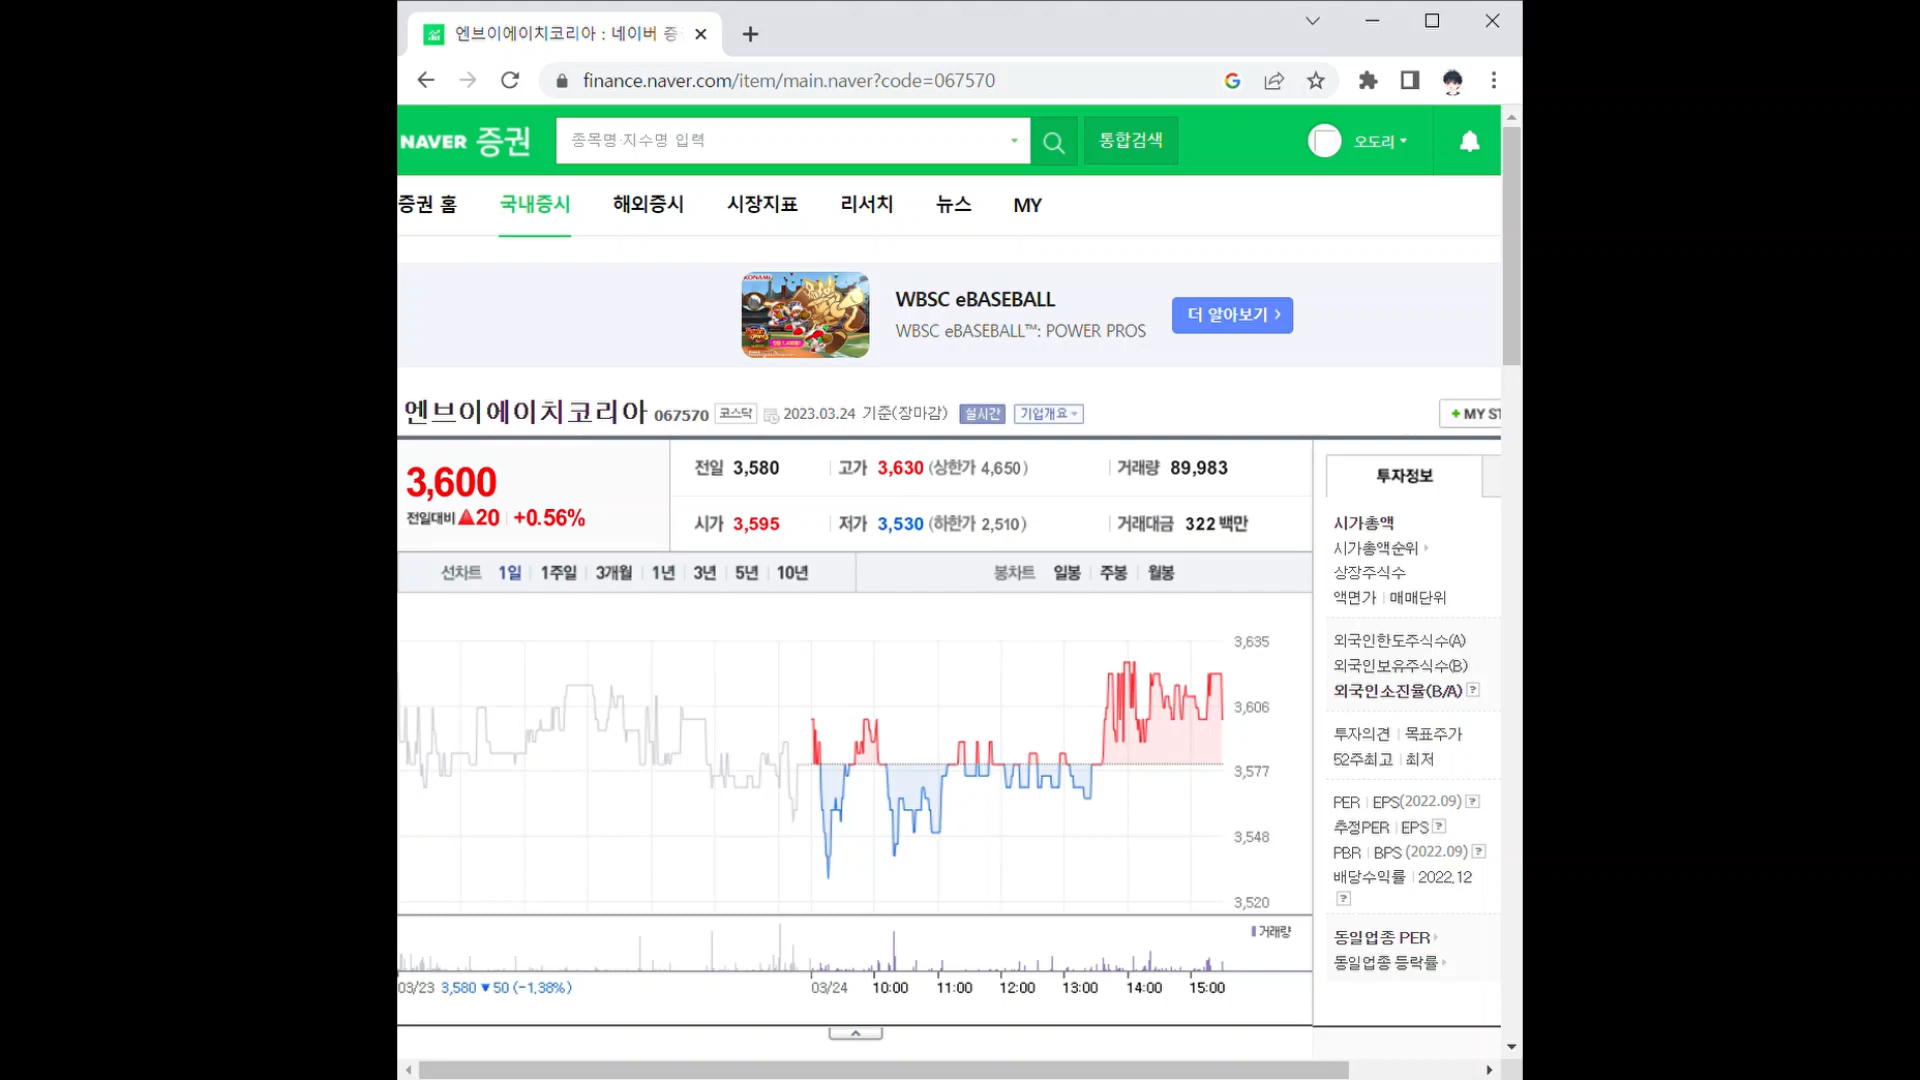 엔브이에이치코리아 : 네이버 증
finance.naver.com/item/main.naver?code=067570
NAVER 증권
종목명·지수명 입력
통합검색
오도리
증권 홈 국내증시 해외증시 시장지표 리서치 뉴스 MY
KONAMI
WBSC eBASEBALL
WBSC eBASEBALL™: POWER PROS
더 알아보기 >
엔브이에이치코리아 067570 코스닥 2023.03.24 기준(장마감) 실시간 기업개요
+ MY ST
3,600
전일대비 ▲20 +0.56%
전일 3,580 고가 3,630 (상한가 4,650) 거래량 89,983
시가 3,595 저가 3,530 (하한가 2,510) 거래대금 322 백만
선차트 1일 1주일 3개월 1년 3년 5년 10년 봉차트 일봉 주봉 월봉
3,635
3,606
3,577
3,548
3,520
거래량
03/23 3,580 ▼50 (-1.38%) 03/24 10:00 11:00 12:00 13:00 14:00 15:00
투자정보
시가총액
시가총액순위
상장주식수
액면가 매매단위
외국인한도주식수(A)
외국인보유주식수(B)
외국인소진율(B/A) ?
투자의견 목표주가
52주최고 최저
PER EPS(2022.09) ?
추정PER EPS ?
PBR BPS (2022.09) ?
배당수익률 2022.12
?
동일업종 PER
동일업종 등락률